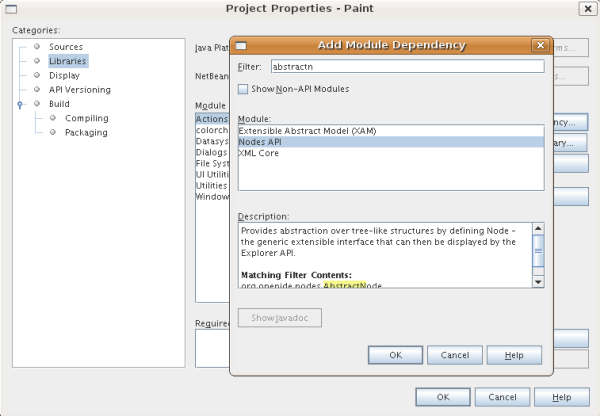 Project Properties - Paint
Categories:
Sources
Libraries
Display
API Versioning
Build
Compiling
Packaging
Java Plat
NetBean
Module
Actions
colorch
Datasys
Dialogs
File Syst
UI Utiliti
Utilities
Window
Require
Add Module Dependency
Filter: abstractn
Show Non-API Modules
Module:
Extensible Abstract Model (XAM)
Nodes API
XML Core
Description:
Provides abstraction over tree-like structures by defining Node -
the generic extensible interface that can then be displayed by the
Explorer API.
Matching Filter Contents:
org.openide.nodes.AbstractNode
Show Javadoc
OK Cancel Help
ncy...
ary...
OK Cancel Help